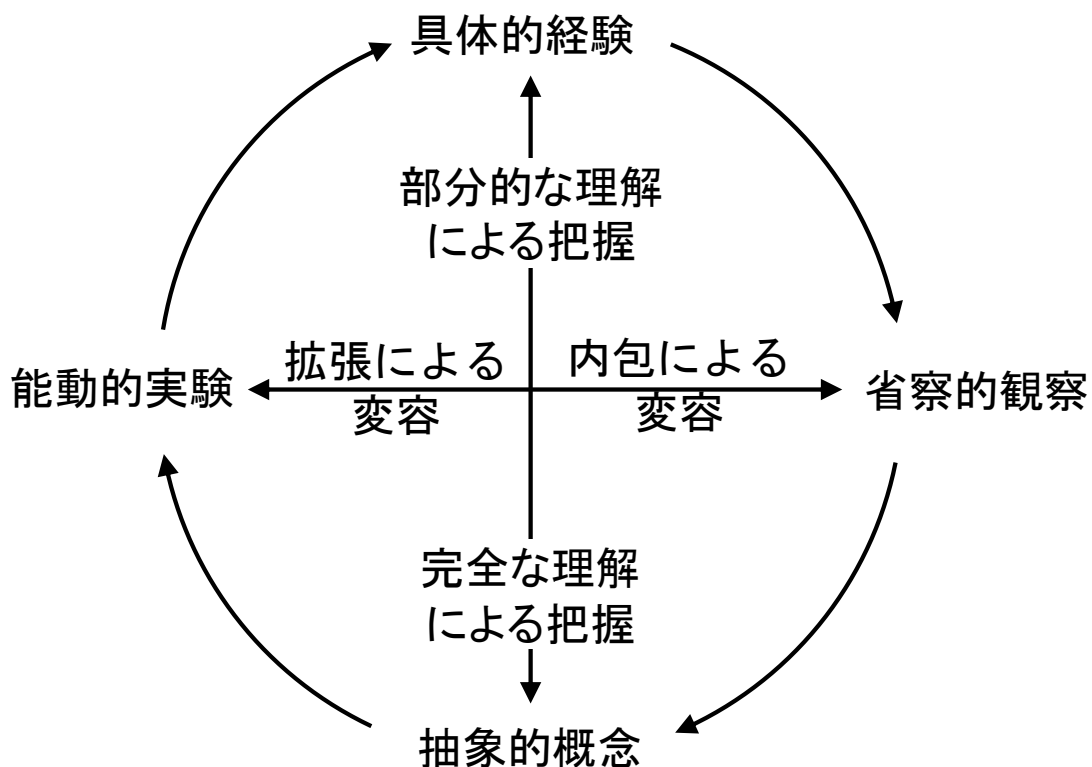 具体的経験
部分的な理解
による把握
拡張による
変容
内包による
変容
能動的実験
省察的観察
完全な理解
による把握
抽象的概念